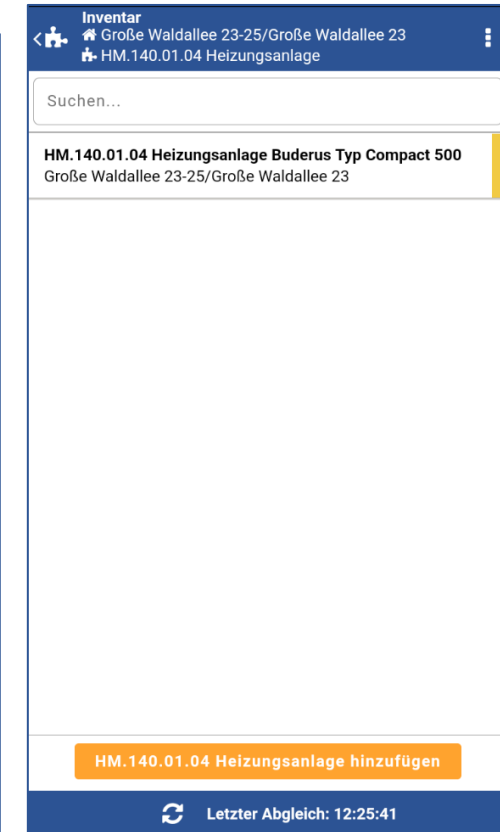 Inventar
Große Waldallee 23-25/Große Waldallee 23
HM.140.01.04 Heizungsanlage
Suchen...
HM.140.01.04 Heizungsanlage Buderus Typ Compact 500
Große Waldallee 23-25/Große Waldallee 23
HM.140.01.04 Heizungsanlage hinzufügen
Letzter Abgleich: 12:25:41